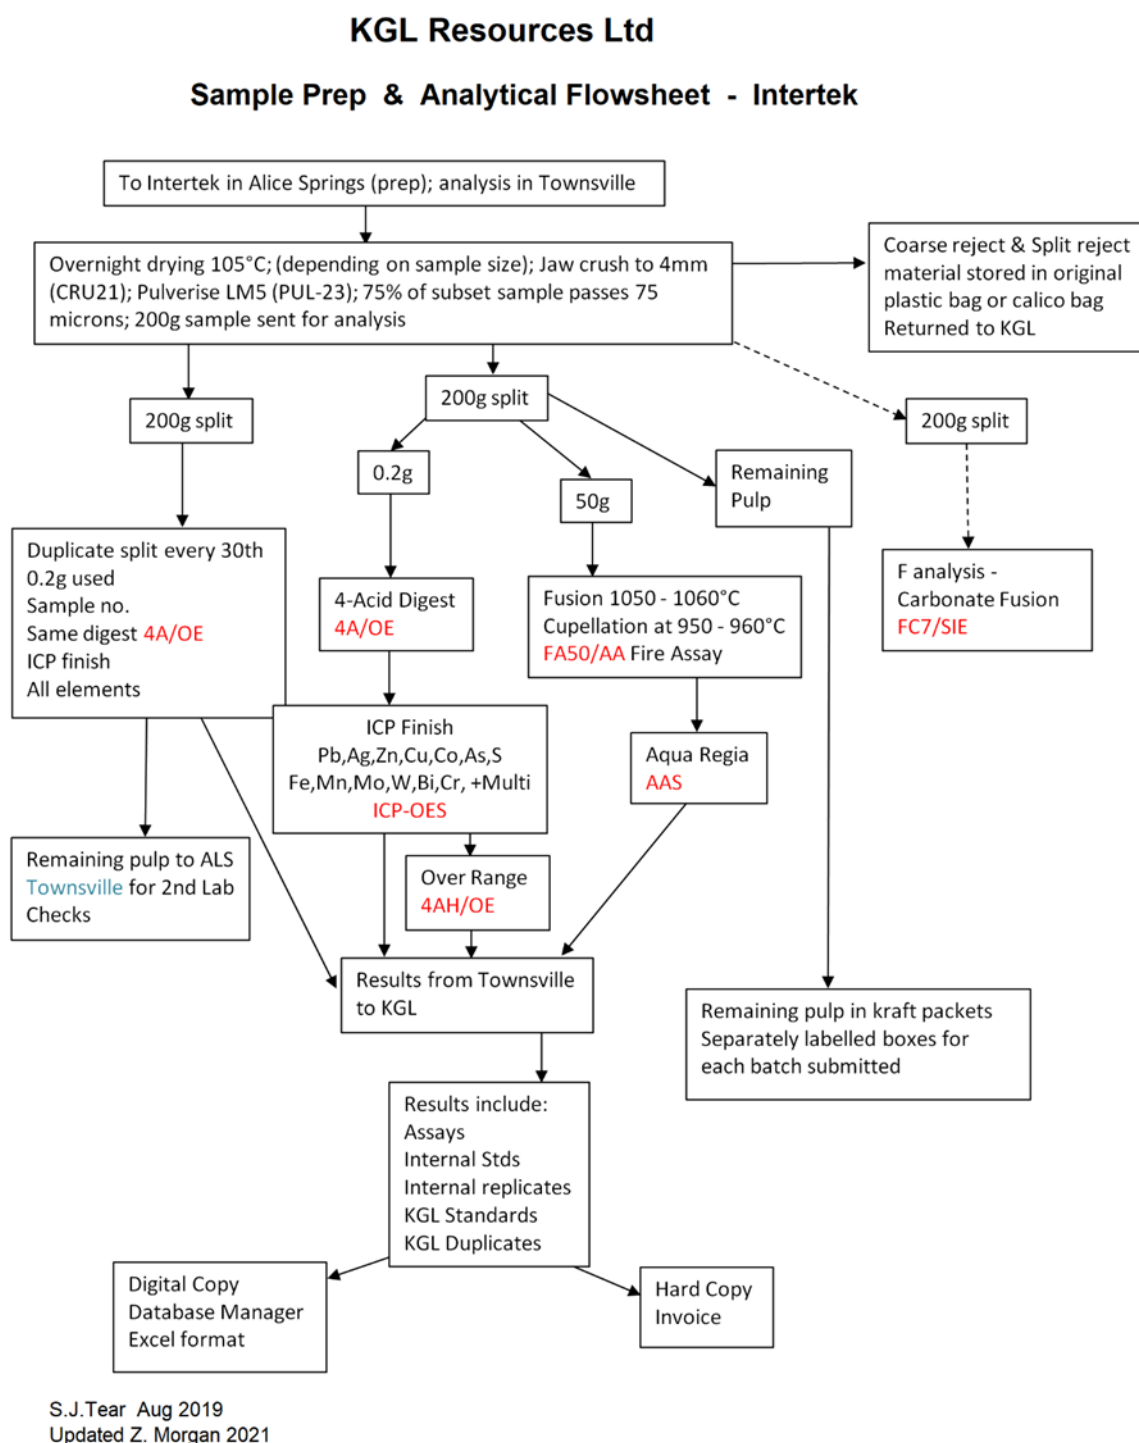 KGL Resources Ltd
Sample Prep & Analytical Flowsheet - Intertek
To Intertek in Alice Springs (prep); analysis in Townsville
Overnight drying 105°C; (depending on sample size); Jaw crush to 4mm
(CRU21); Pulverise LM5 (PUL-23); 75% of subset sample passes 75
microns; 200g sample sent for analysis
Coarse reject & Split reject
material stored in original
plastic bag or calico bag
Returned to KGL
200g split
200g split
200g split
0.2g
50g
Remaining
Pulp
Duplicate split every 30th
0.2g used
Sample no.
Same digest 4A/OE
ICP finish
All elements
4-Acid Digest
4A/OE
Fusion 1050 - 1060°C
Cupellation at 950 - 960°C
FA50/AA Fire Assay
F analysis -
Carbonate Fusion
FC7/SIE
ICP Finish
Pb,Ag,Zn,Cu,Co,As,S
Fe,Mn,Mo,W,Bi,Cr, +Multi
ICP-OES
Aqua Regia
AAS
Remaining pulp to ALS
Townsville for 2nd Lab
Checks
Over Range
4AH/OE
Results from Townsville
to KGL
Remaining pulp in kraft packets
Separately labelled boxes for
each batch submitted
Results include:
Assays
Internal Stds
Internal replicates
KGL Standards
KGL Duplicates
Digital Copy
Database Manager
Excel format
Hard Copy
Invoice
S.J.Tear Aug 2019
Updated Z. Morgan 2021